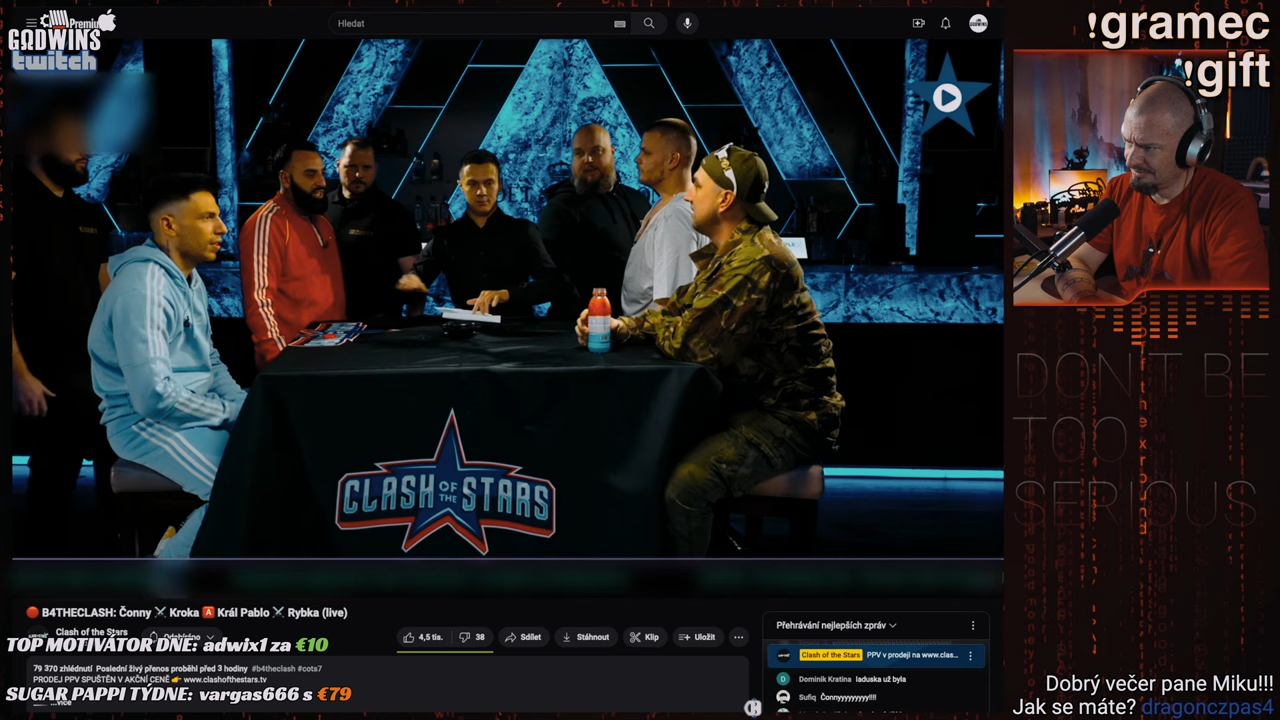 Premium
GODWINS
twitch
Hledat
!gramec
!gift
CLASH OF THE STARS
DON'T BE
TOO
SERIOUS
🔴 B4THECLASH: Čonny ⚔️ Kroka 🅰️ Král Pablo ⚔️ Rybka (live)
Clash of the Stars
4,5 tis.
38
Sdílet
Stáhnout
Klip
Uložit
TOP MOTIVÁTOR DNE: adwix1 za €10
79 370 zhlédnutí Poslední živý přenos proběhl před 3 hodiny #b4theclash #cots7
PRODEJ PPV SPUŠTĚN V AKČNÍ CENĚ 👉 www.clashofthestars.tv
SUGAR PAPPI TÝDNE: vargas666 s €79
...více
Přehrávání nejlepších zpráv
Clash of the Stars PPV v prodeji na www.clas...
Dominik Kratina laduska už byla
Sufiq Čonnyyyyyyyy!!!!
Dobrý večer pane Miku!!!
Jak se máte? dragonczpas4